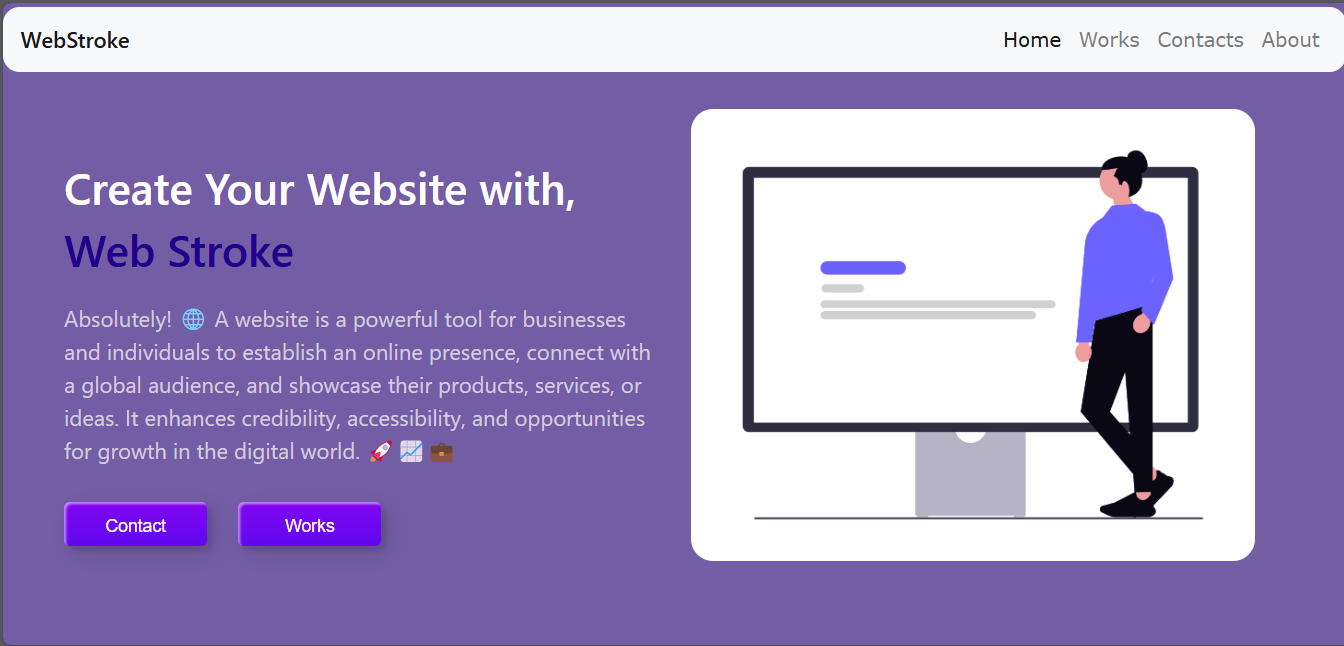 WebStroke
Home Works Contacts About
Create Your Website with,
Web Stroke
Absolutely! 🌐 A website is a powerful tool for businesses
and individuals to establish an online presence, connect with
a global audience, and showcase their products, services, or
ideas. It enhances credibility, accessibility, and opportunities
for growth in the digital world. 🚀 📈 💼
Contact Works